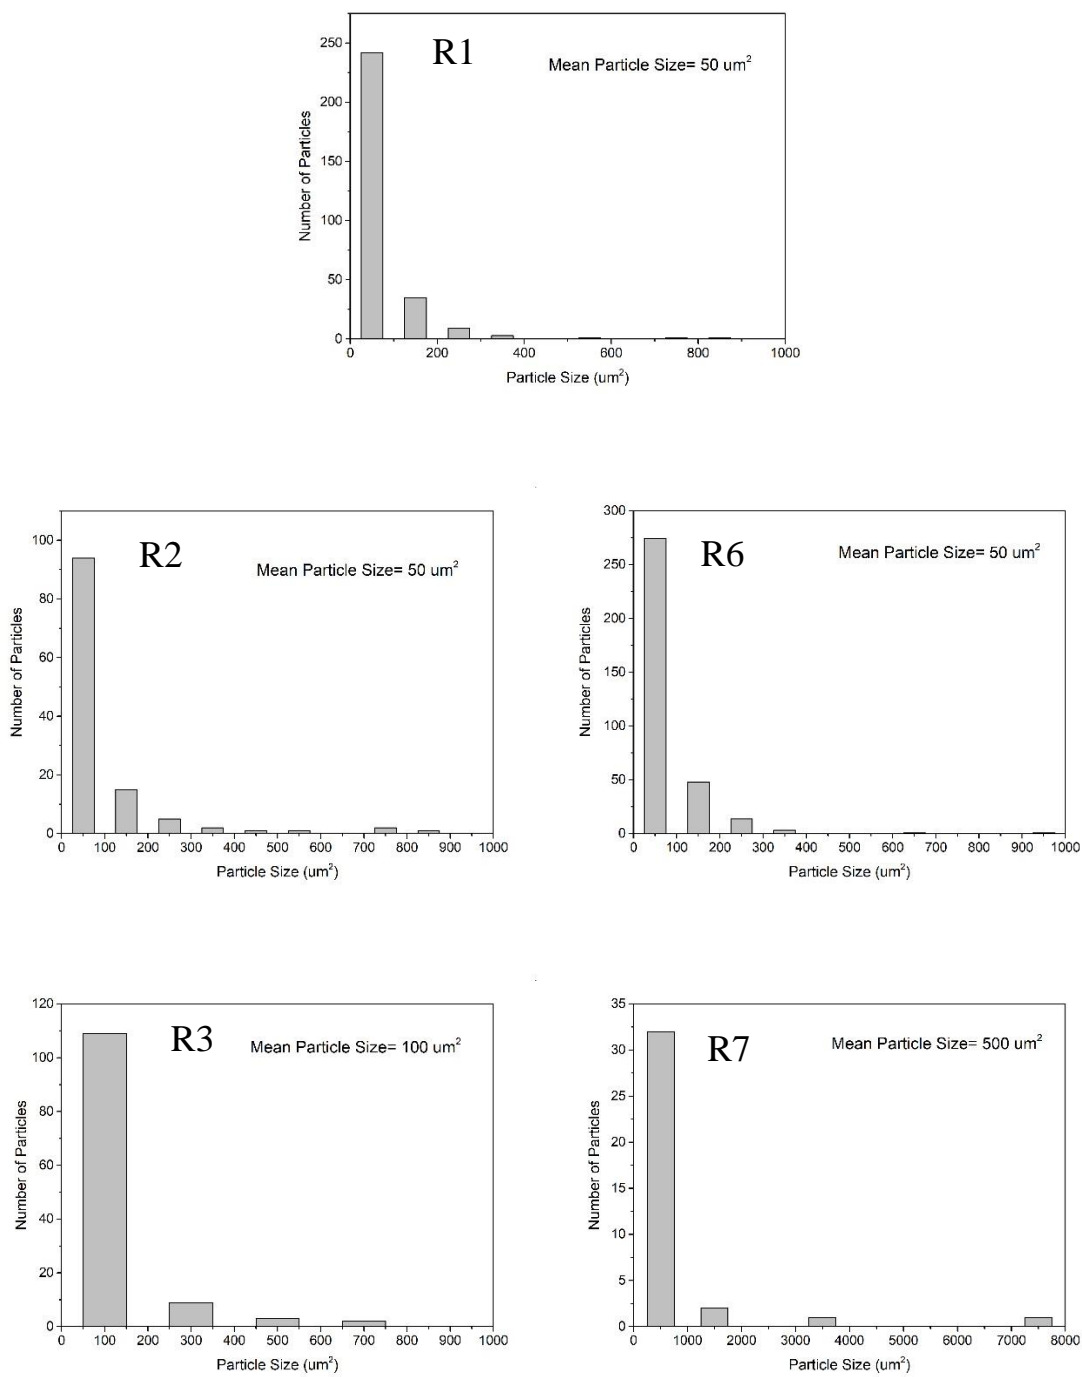 R1
Mean Particle Size= 50 um²
Number of Particles
250
200
150
100
50
0
0 200 400 600 800 1000
Particle Size (um²)
R2
Mean Particle Size= 50 um²
Number of Particles
100
80
60
40
20
0
0 100 200 300 400 500 600 700 800 900 1000
Particle Size (um²)
R6
Mean Particle Size= 50 um²
Number of Particles
300
250
200
150
100
50
0
0 100 200 300 400 500 600 700 800 900 1000
Particle Size (um²)
R3
Mean Particle Size= 100 um²
Number of Particles
120
100
80
60
40
20
0
0 100 200 300 400 500 600 700 800 900 1000
Particle Size (um²)
R7
Mean Particle Size= 500 um²
Number of Particles
35
30
25
20
15
10
5
0
0 1000 2000 3000 4000 5000 6000 7000 8000
Particle Size (um²)